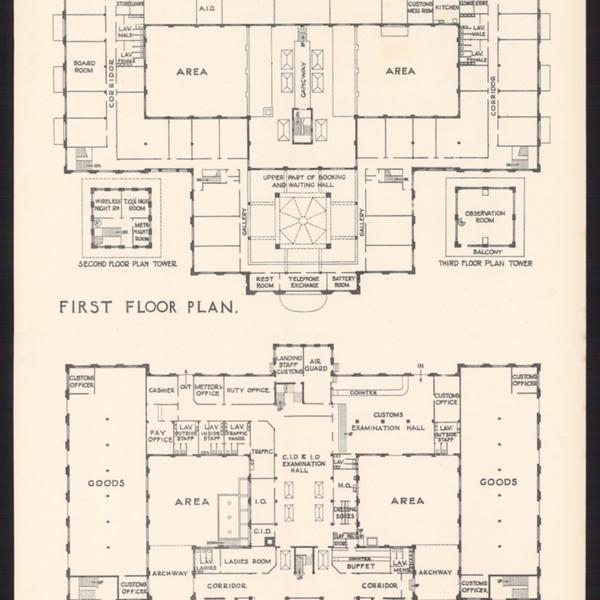 A.I.D.
CUSTOMS
MESS ROOM
KITCHEN
LAV.
MALE
LAV.
FEMALE
BOARD
ROOM
CORRIDOR
AREA
GANGWAY
AREA
LAV.
MALE
LAV.
FEMALE
CORRIDOR
UPPER PART OF BOOKING
AND WAITING HALL
GALLERY
GALLERY
WIRELESS
NIGHT Rᴹ
ROOM
ROOM
OBSERVATION
ROOM
BALCONY
SECOND FLOOR PLAN TOWER
THIRD FLOOR PLAN TOWER
REST
ROOM
TELEPHONE
EXCHANGE
BATTERY
ROOM
FIRST FLOOR PLAN.
LANDING
STAFF
CUSTOMS
AIR
GUARD
CUSTOMS
OFFICER
CASHIER
OUT
METEOR'L
OFFICE
DUTY OFFICE
COUNTER
IN
CUSTOMS
OFFICE
CUSTOMS
OFFICER
PAY
OFFICE
LAV.
OUTSIDE
STAFF
LAV.
INSIDE
STAFF
LAV.
TRAFFIC
HANDS
CUSTOMS
EXAMINATION HALL
LAV.
OUTSIDE
STAFF
TRAFFIC
C.I.D & I.O
EXAMINATION
HALL
LAV.
GOODS
AREA
I.O.
C.I.D.
M.O.
DRESSING
BOXES
AREA
GOODS
STORE
ARCHWAY
LAV.
LADIES
LADIES ROOM
COUNTER
BUFFET
LAV.
MENS
ARCHWAY
CUSTOMS
OFFICER
CORRIDOR
CORRIDOR
CUSTOMS
OFFICER